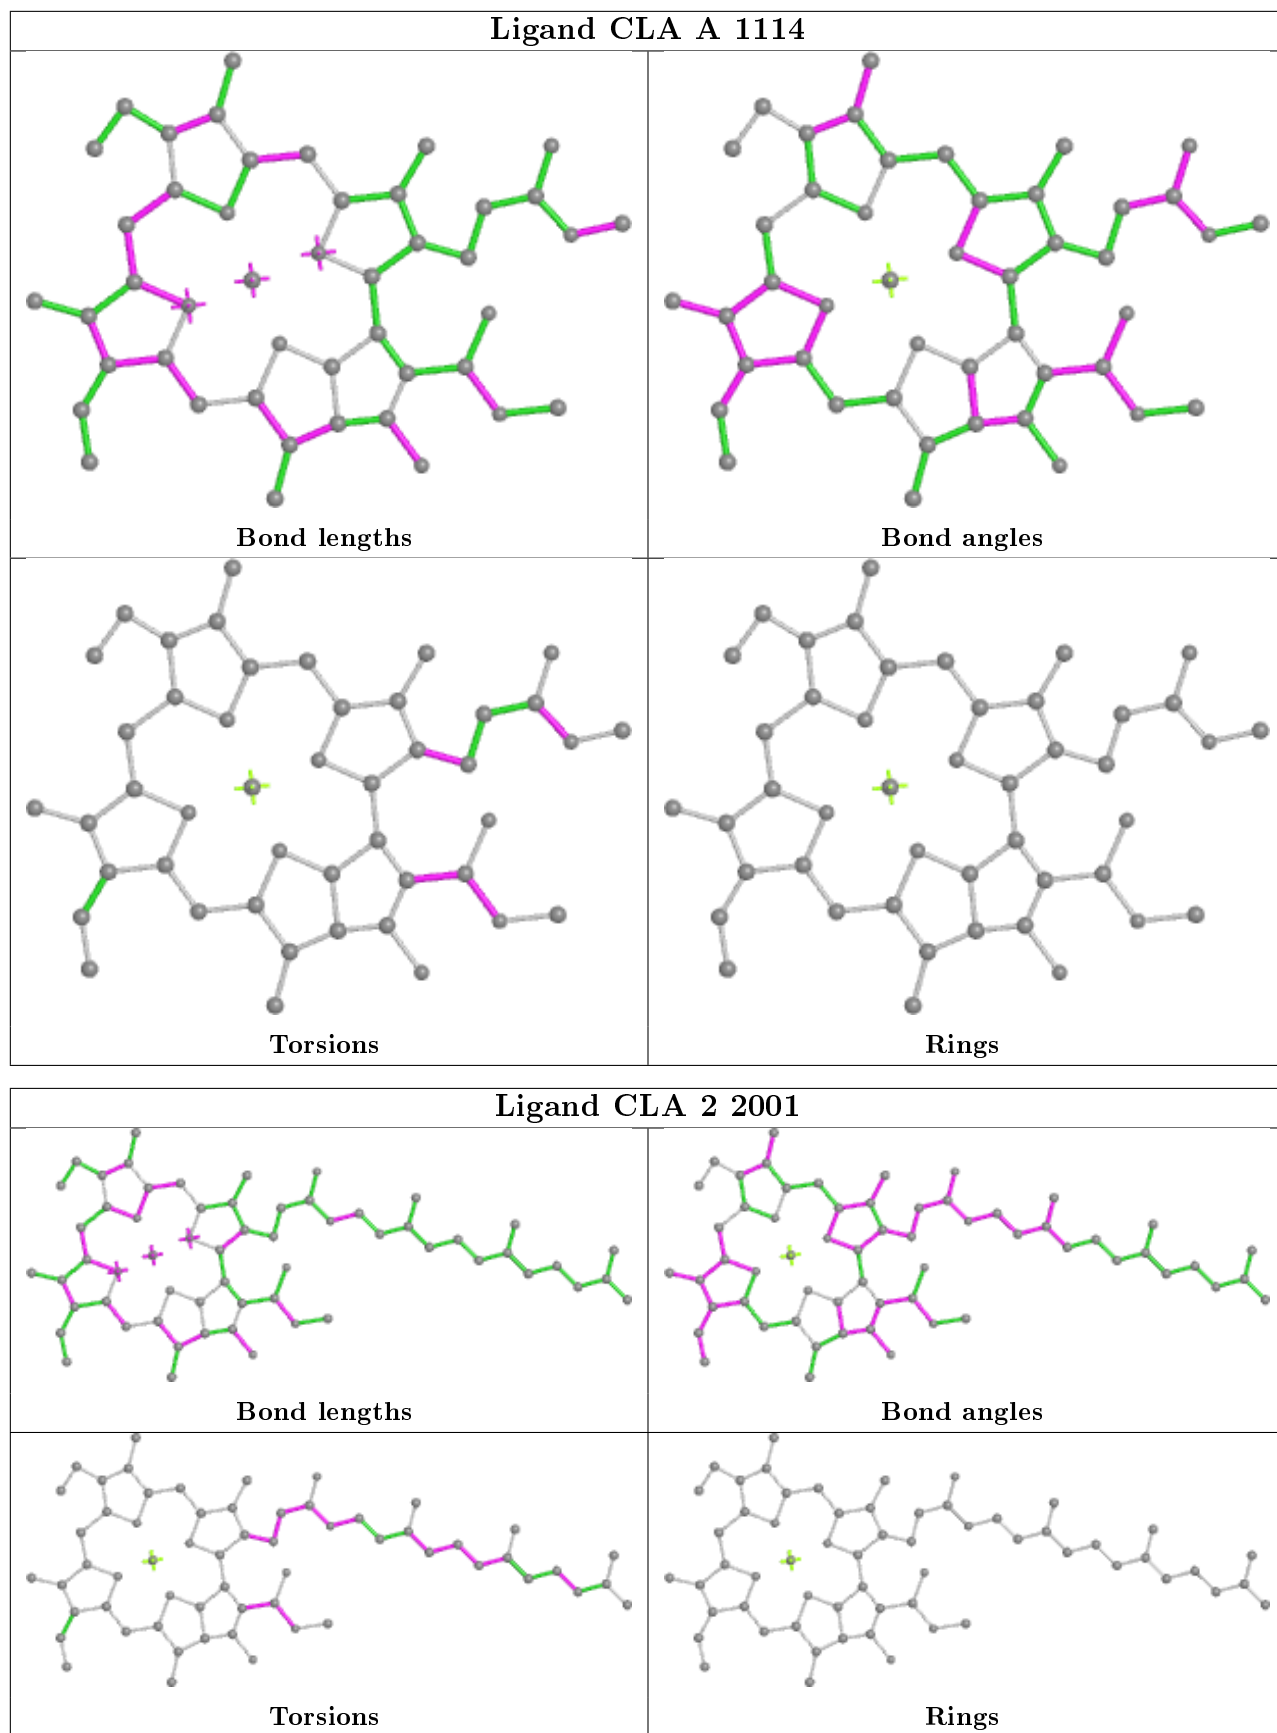 Ligand CLA A 1114
Bond lengths
Bond angles
Torsions
Rings
Ligand CLA 2 2001
Bond lengths
Bond angles
Torsions
Rings